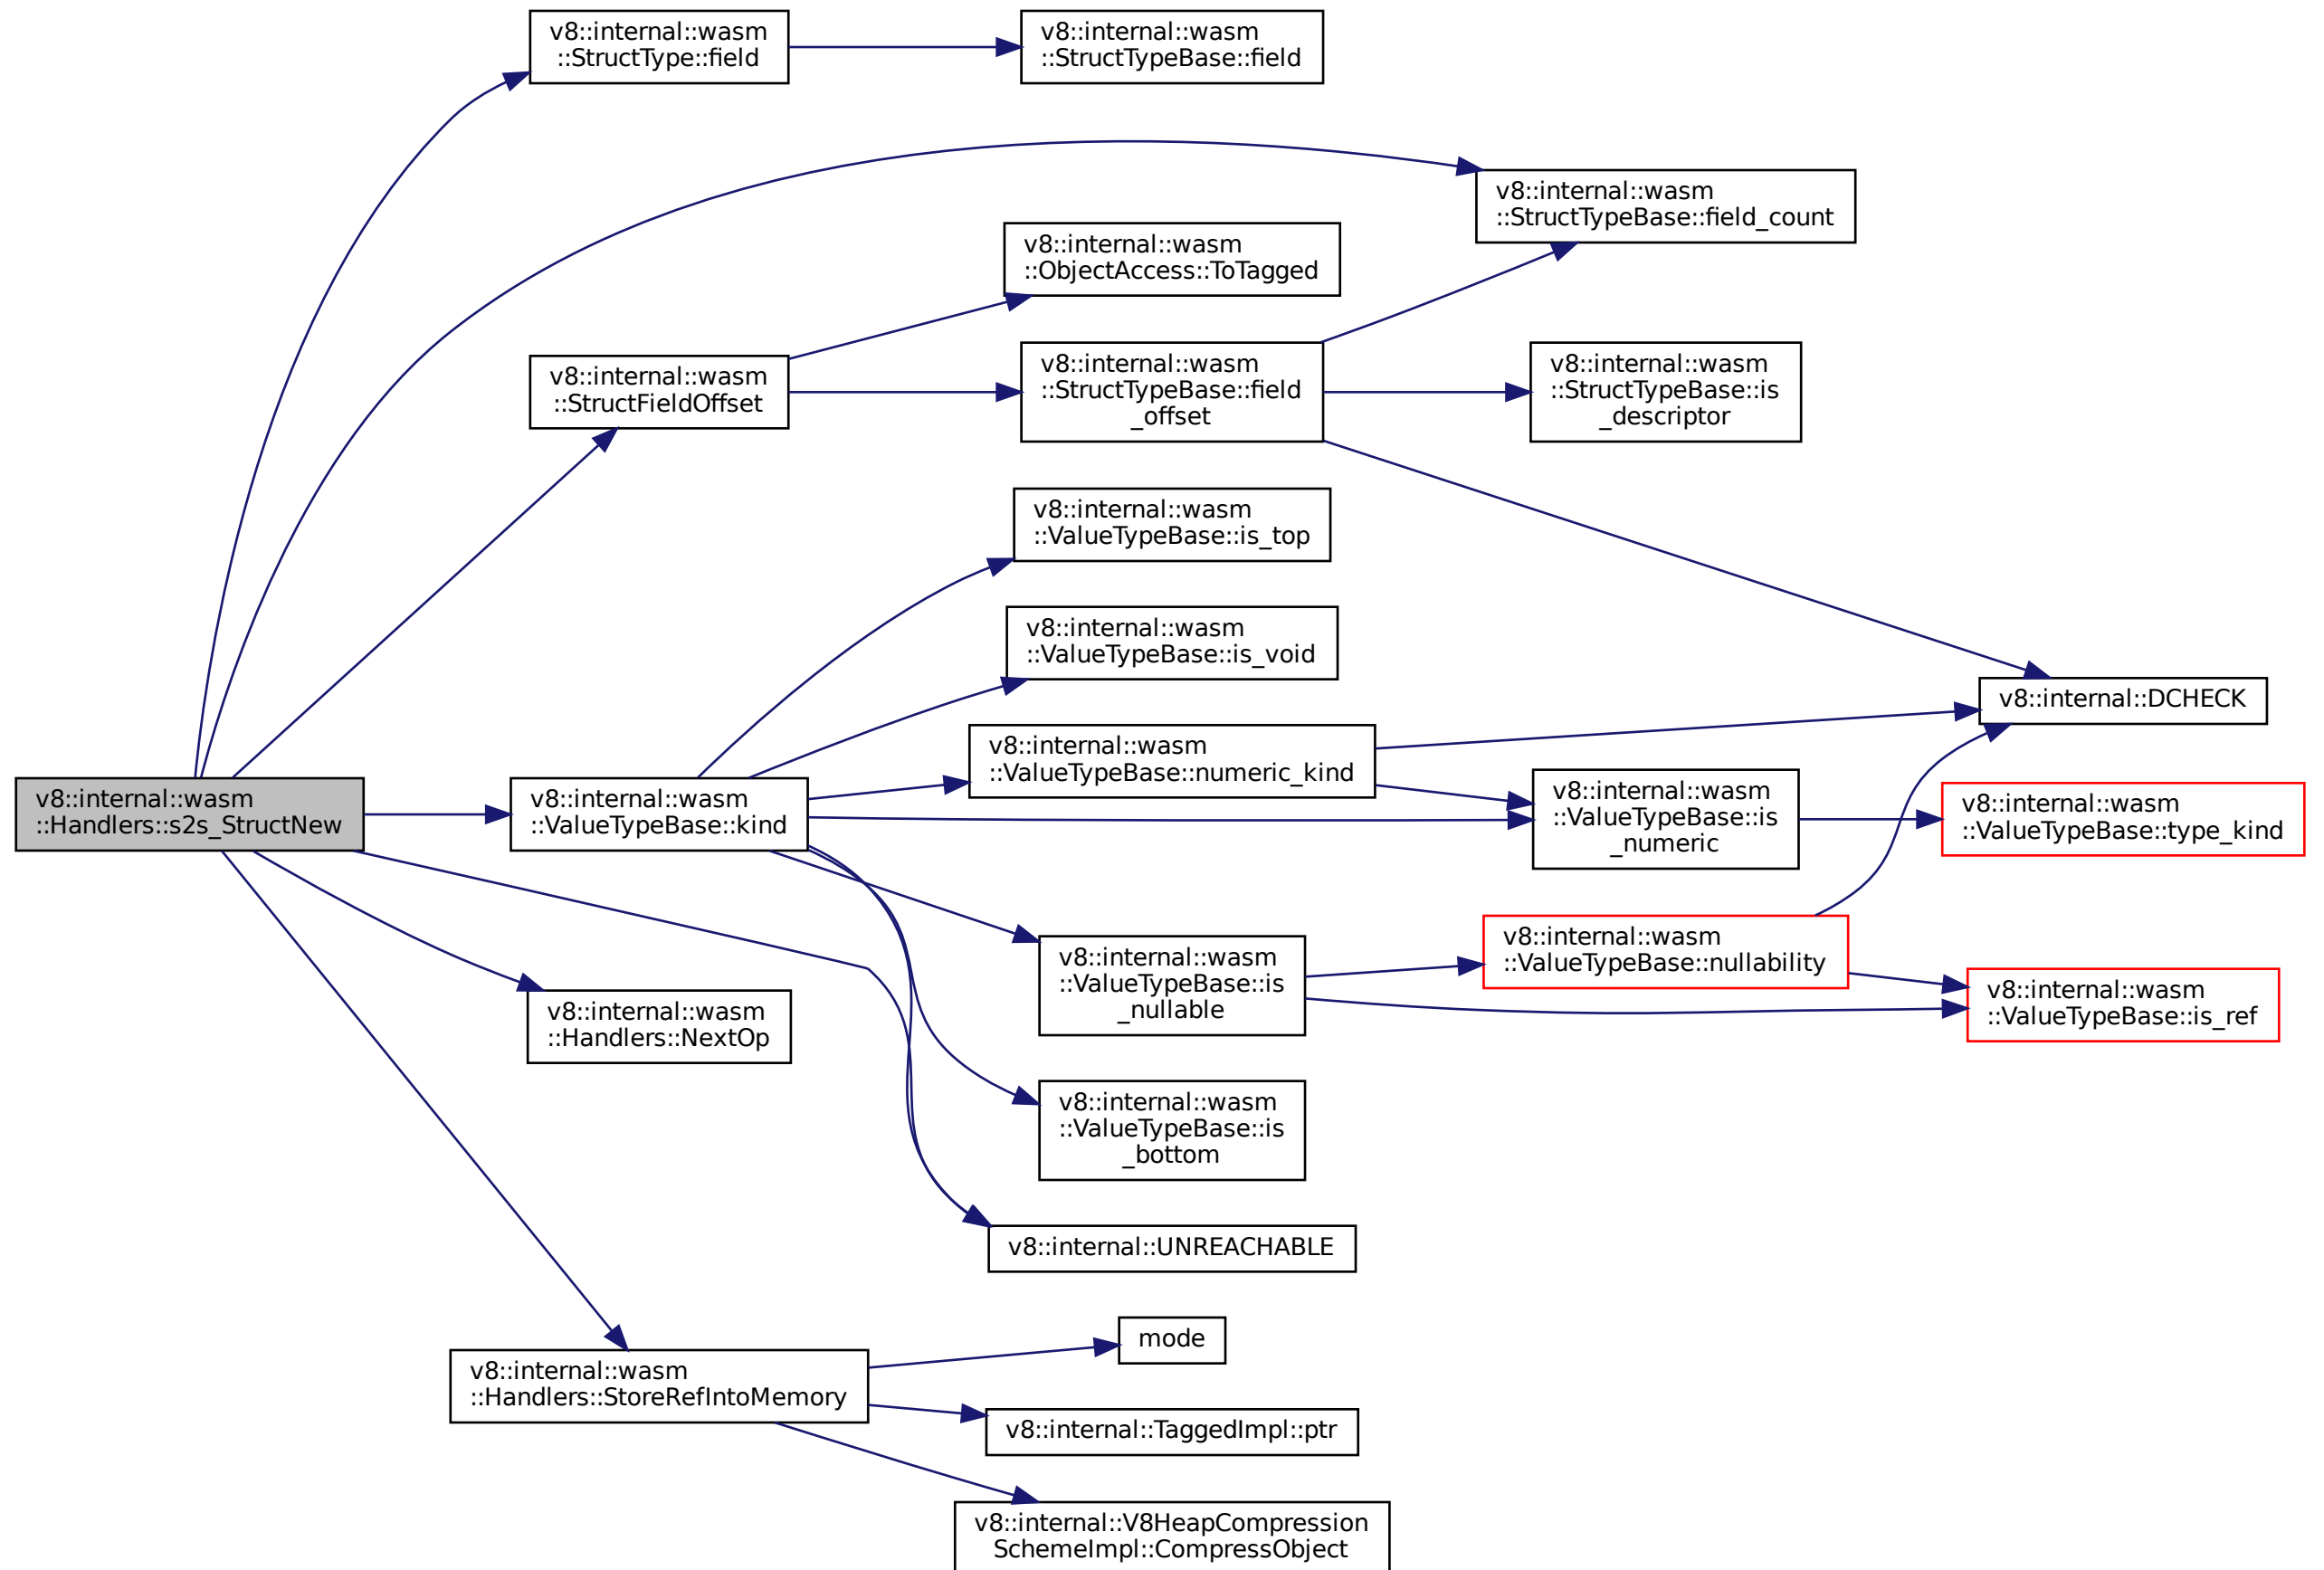 v8::internal::wasm
::StructType::field
v8::internal::wasm
::StructTypeBase::field
v8::internal::wasm
::StructTypeBase::field_count
v8::internal::wasm
::ObjectAccess::ToTagged
v8::internal::wasm
::StructFieldOffset
v8::internal::wasm
::StructTypeBase::field
_offset
v8::internal::wasm
::StructTypeBase::is
_descriptor
v8::internal::wasm
::ValueTypeBase::is_top
v8::internal::wasm
::ValueTypeBase::is_void
v8::internal::DCHECK
v8::internal::wasm
::ValueTypeBase::numeric_kind
v8::internal::wasm
::Handlers::s2s_StructNew
v8::internal::wasm
::ValueTypeBase::kind
v8::internal::wasm
::ValueTypeBase::is
_numeric
v8::internal::wasm
::ValueTypeBase::type_kind
v8::internal::wasm
::ValueTypeBase::nullability
v8::internal::wasm
::ValueTypeBase::is
_nullable
v8::internal::wasm
::ValueTypeBase::is_ref
v8::internal::wasm
::Handlers::NextOp
v8::internal::wasm
::ValueTypeBase::is
_bottom
v8::internal::UNREACHABLE
mode
v8::internal::wasm
::Handlers::StoreRefIntoMemory
v8::internal::TaggedImpl::ptr
v8::internal::V8HeapCompression
SchemeImpl::CompressObject